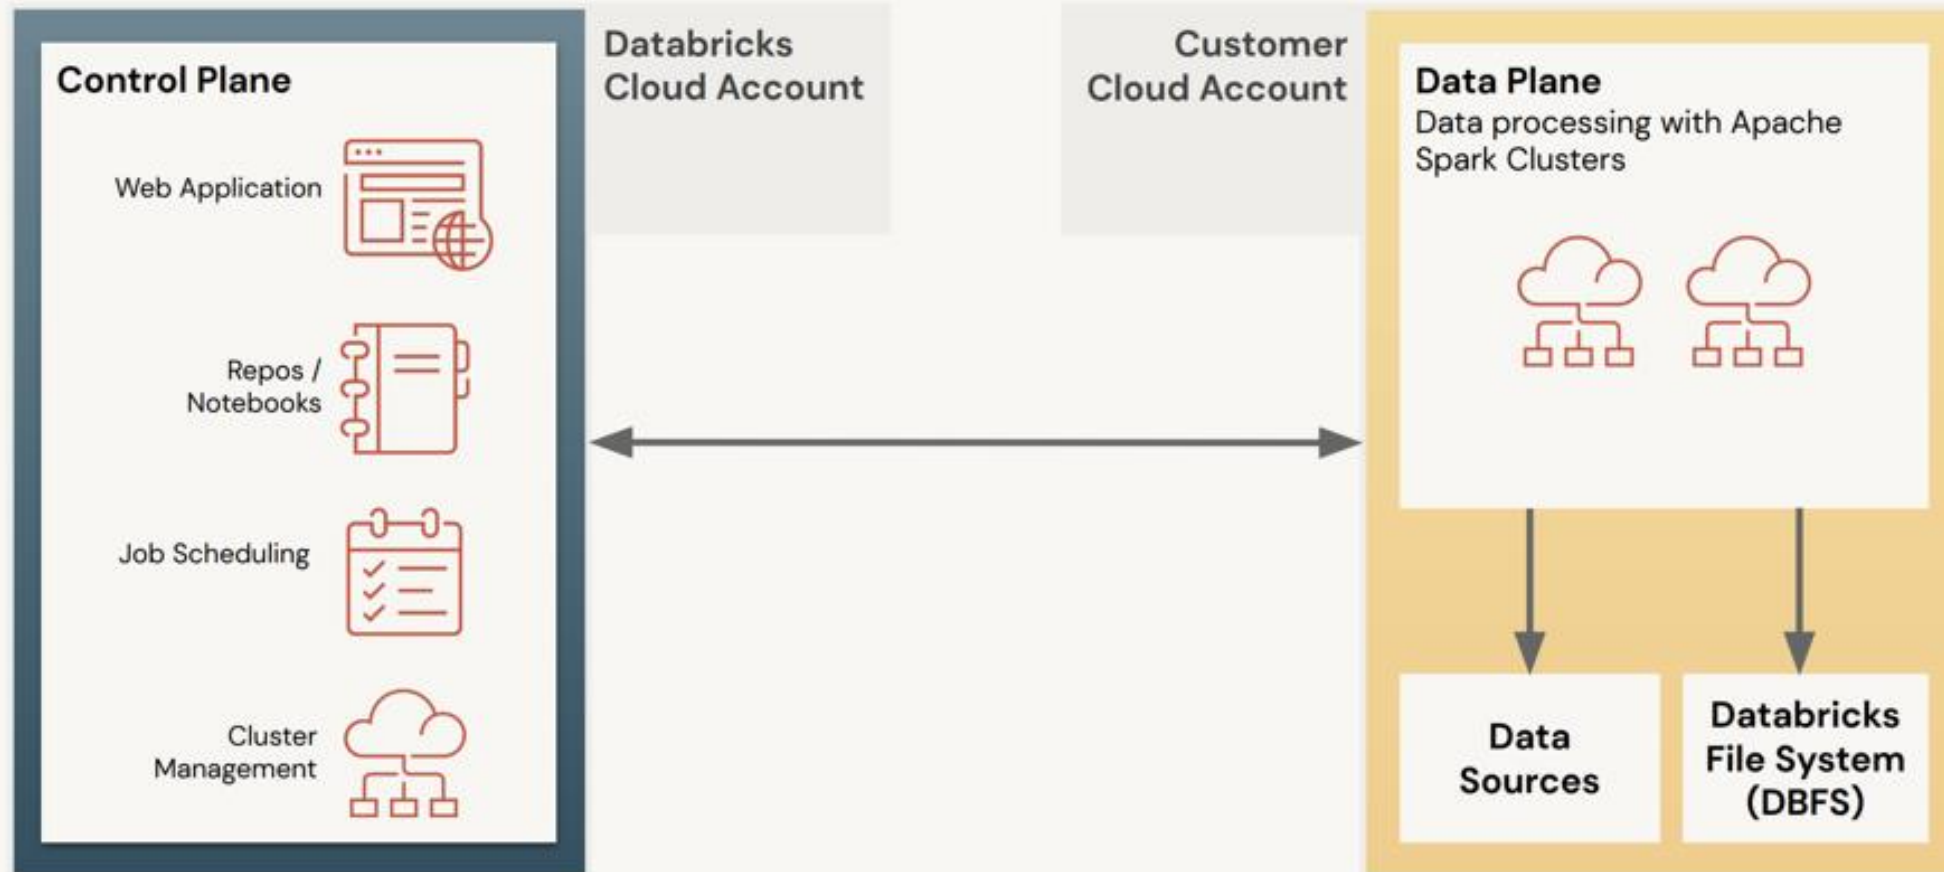 Control Plane
Web Application
Repos /
Notebooks
Job Scheduling
Cluster
Management
Databricks
Cloud Account
Customer
Cloud Account
Data Plane
Data processing with Apache
Spark Clusters
Data
Sources
Databricks
File System
(DBFS)